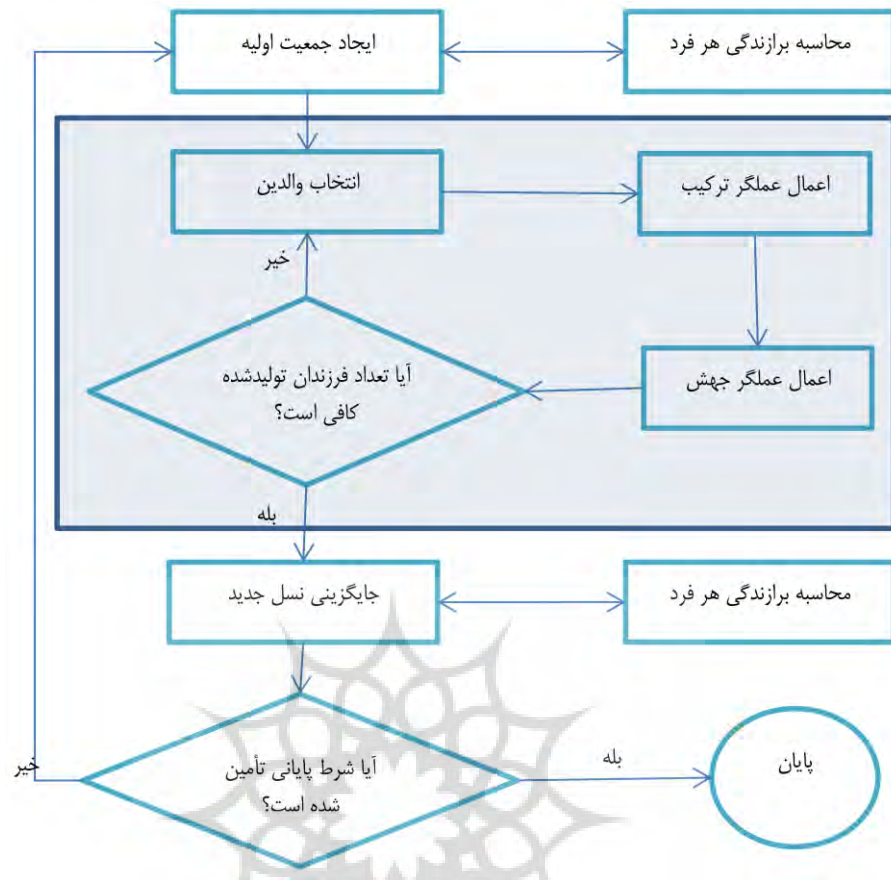 ایجاد جمعیت اولیه
محاسبه برازندگی هر فرد
انتخاب والدین
اعمال عملگر ترکیب
خیر
آیا تعداد فرزندان تولیدشده
کافی است؟
اعمال عملگر جهش
بله
جایگزینی نسل جدید
محاسبه برازندگی هر فرد
آیا شرط پایانی تأمین
شده است؟
خیر
بله
پایان